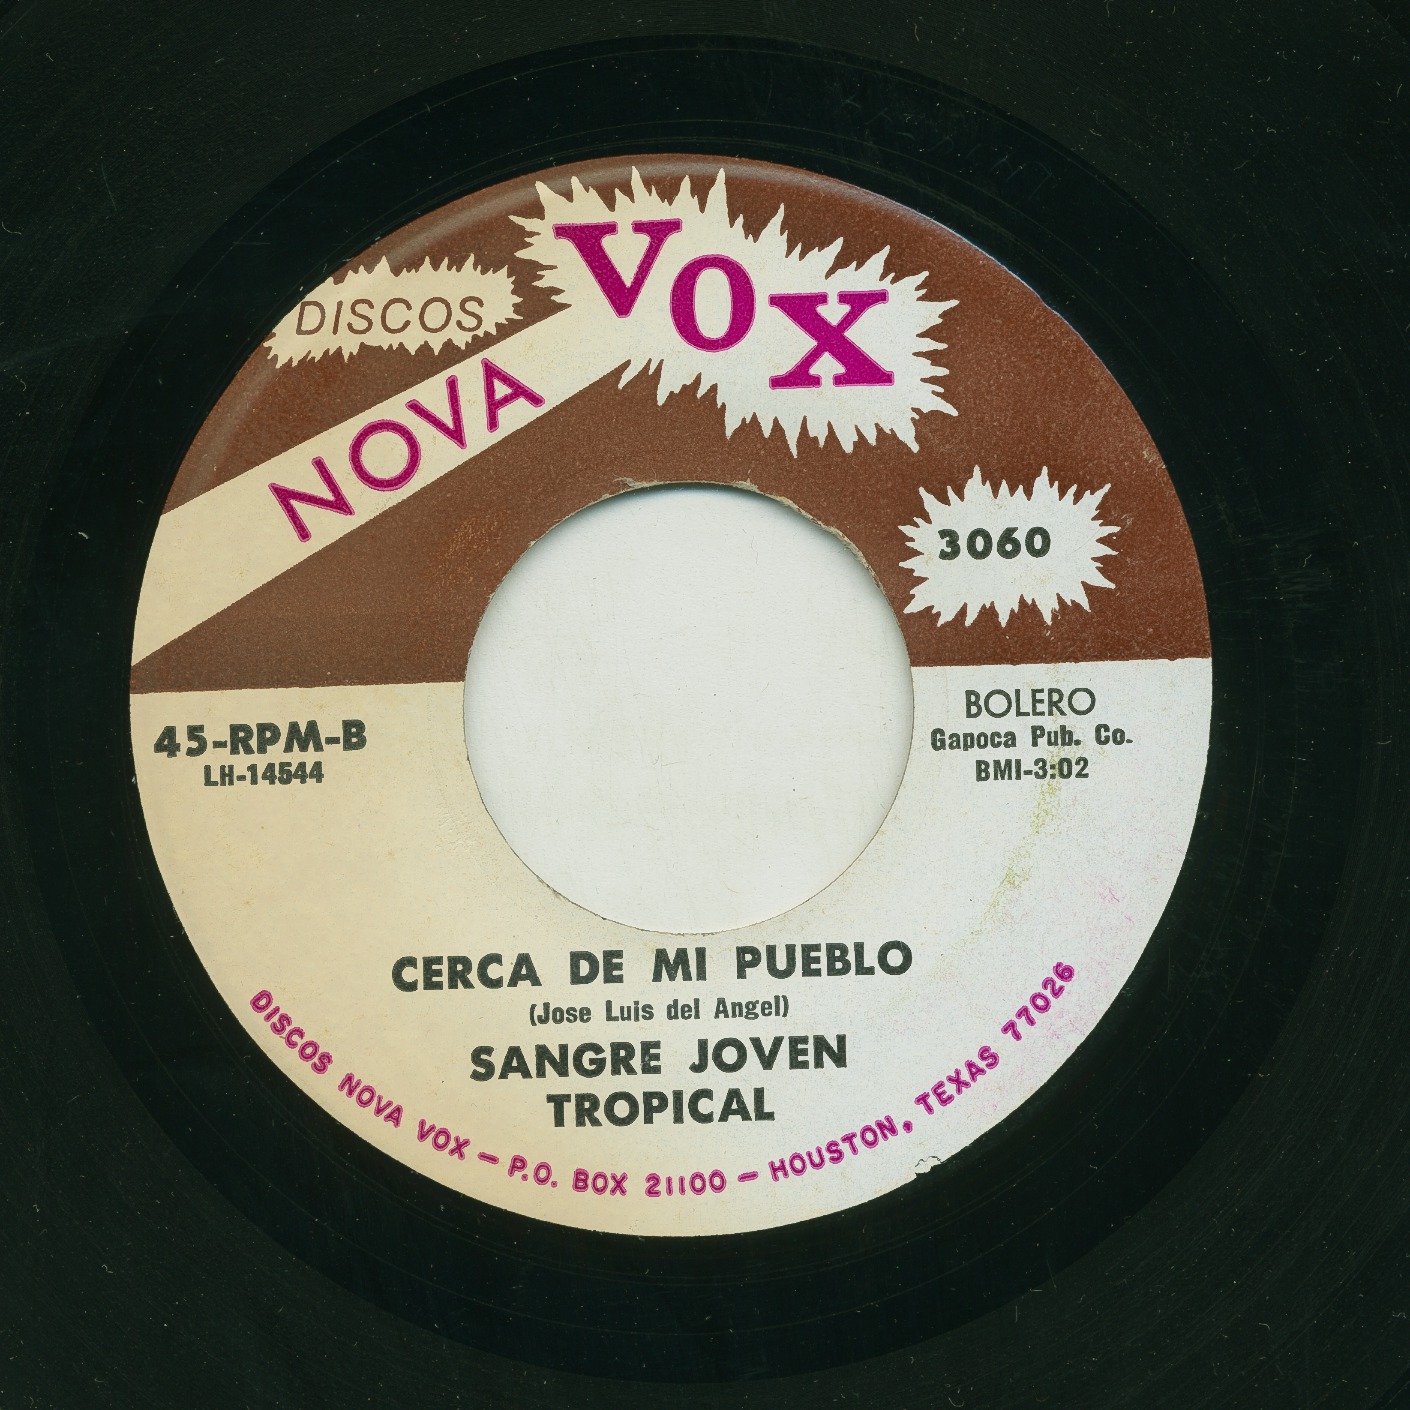 DISCOS
NOVA
VOX
3060
45-RPM-B
LH-14544
BOLERO
Gapoca Pub. Co.
BMI-3:02
CERCA DE MI PUEBLO
(Jose Luis del Angel)
SANGRE JOVEN
TROPICAL
DISCOS NOVA VOX – P.O. BOX 21100 – HOUSTON, TEXAS 77026